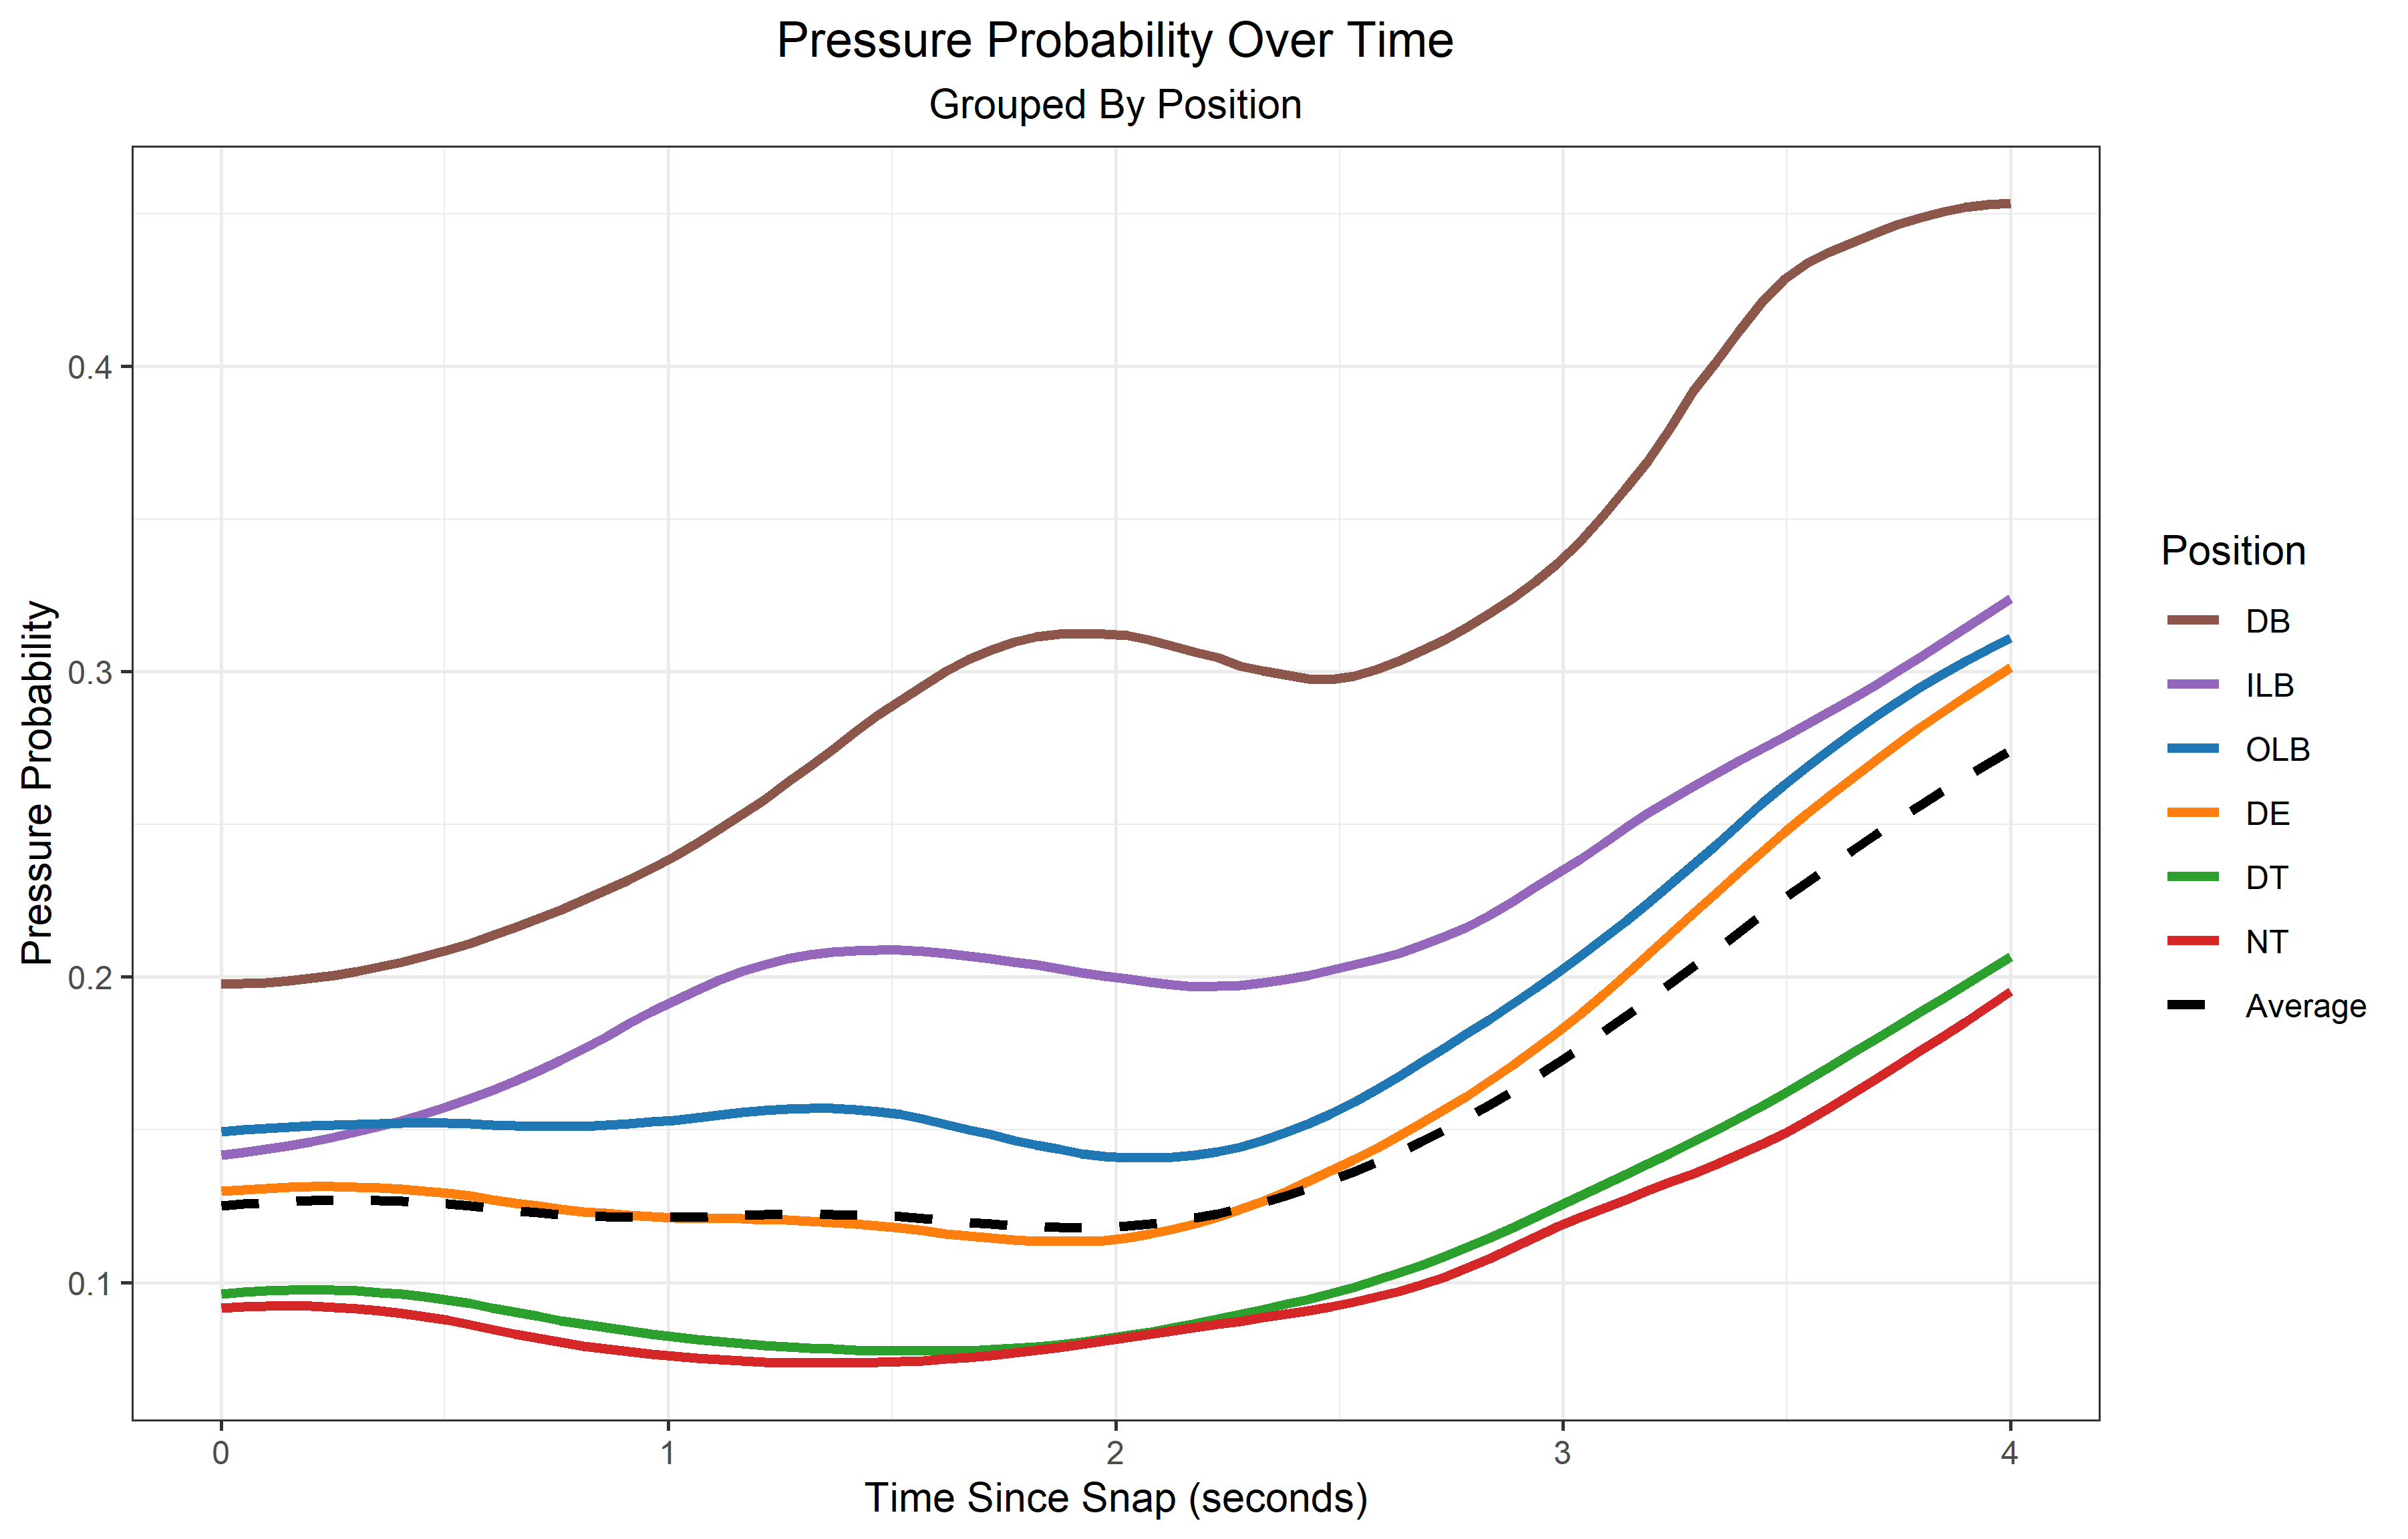 Pressure Probability Over Time
Grouped By Position
Pressure Probability
0.4
0.3
0.2
0.1
0 1 2 3 4
Time Since Snap (seconds)
Position
DB
ILB
OLB
DE
DT
NT
Average